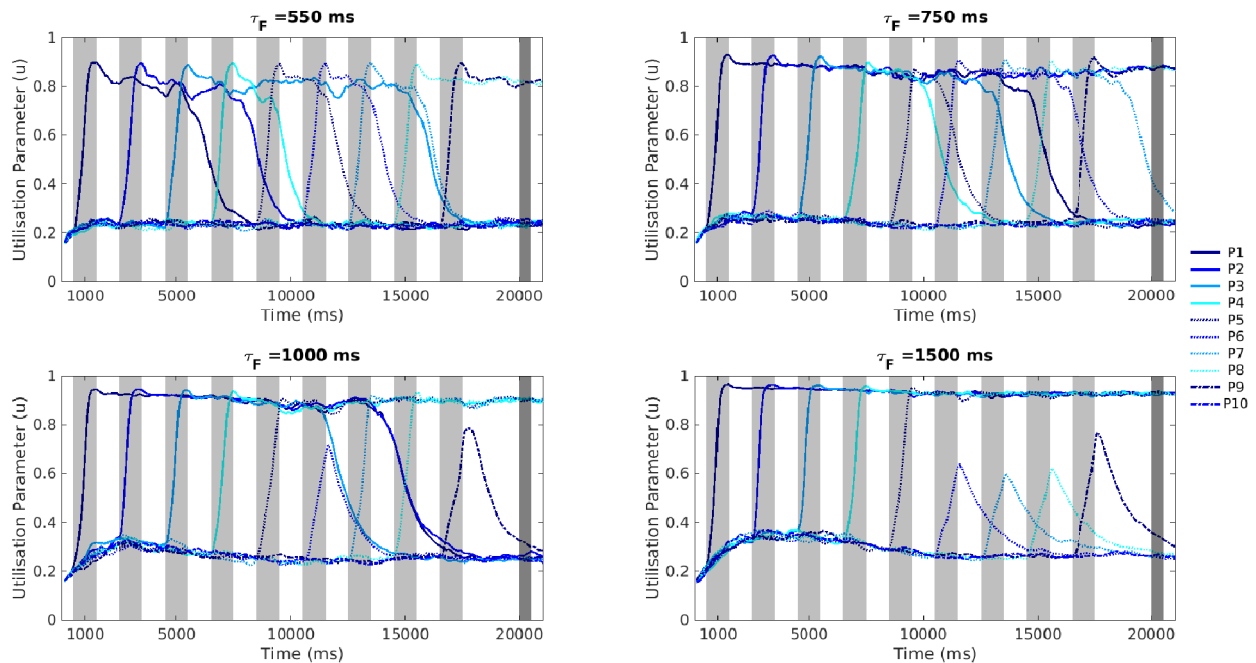 τF =550 ms
1
0.8
0.6
0.4
0.2
0
Utilisation Parameter (u)
1000 5000 10000 15000 20000
Time (ms)
τF =750 ms
1
0.8
0.6
0.4
0.2
0
Utilisation Parameter (u)
1000 5000 10000 15000 20000
Time (ms)
τF =1000 ms
1
0.8
0.6
0.4
0.2
0
Utilisation Parameter (u)
1000 5000 10000 15000 20000
Time (ms)
τF =1500 ms
1
0.8
0.6
0.4
0.2
0
Utilisation Parameter (u)
1000 5000 10000 15000 20000
Time (ms)
P1
P2
P3
P4
P5
P6
P7
P8
P9
P10